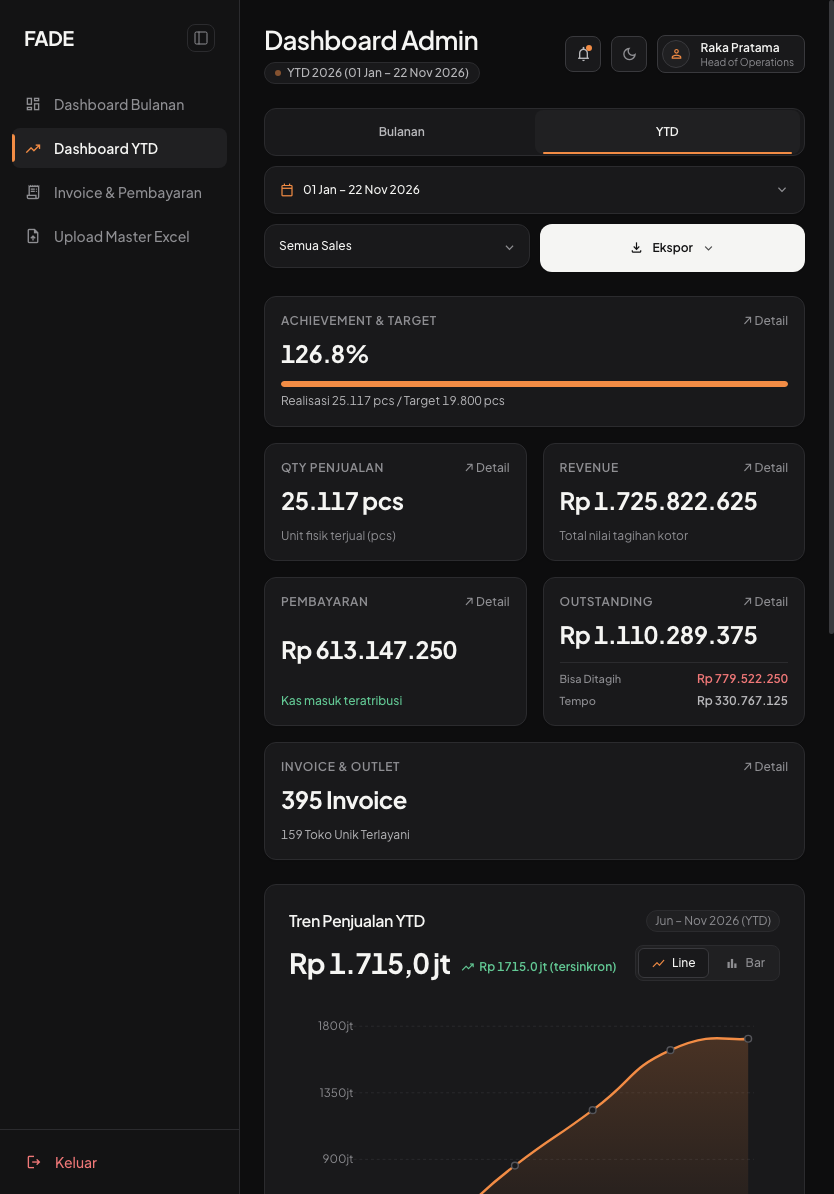 FADE
Dashboard Bulanan
Dashboard YTD
Invoice & Pembayaran
Upload Master Excel
Keluar
Dashboard Admin
YTD 2026 (01 Jan – 22 Nov 2026)
Raka Pratama
Head of Operations
Bulanan
YTD
01 Jan – 22 Nov 2026
Semua Sales
Ekspor
ACHIEVEMENT & TARGET
Detail
126.8%
Realisasi 25.117 pcs / Target 19.800 pcs
QTY PENJUALAN
Detail
25.117 pcs
Unit fisik terjual (pcs)
REVENUE
Detail
Rp 1.725.822.625
Total nilai tagihan kotor
PEMBAYARAN
Detail
Rp 613.147.250
Kas masuk teratribusi
OUTSTANDING
Detail
Rp 1.110.289.375
Bisa Ditagih Rp 779.522.250
Tempo Rp 330.767.125
INVOICE & OUTLET
Detail
395 Invoice
159 Toko Unik Terlayani
Tren Penjualan YTD
Jun – Nov 2026 (YTD)
Rp 1.715,0 jt
Rp 1715.0 jt (tersinkron)
Line
Bar
1800jt
1350jt
900jt